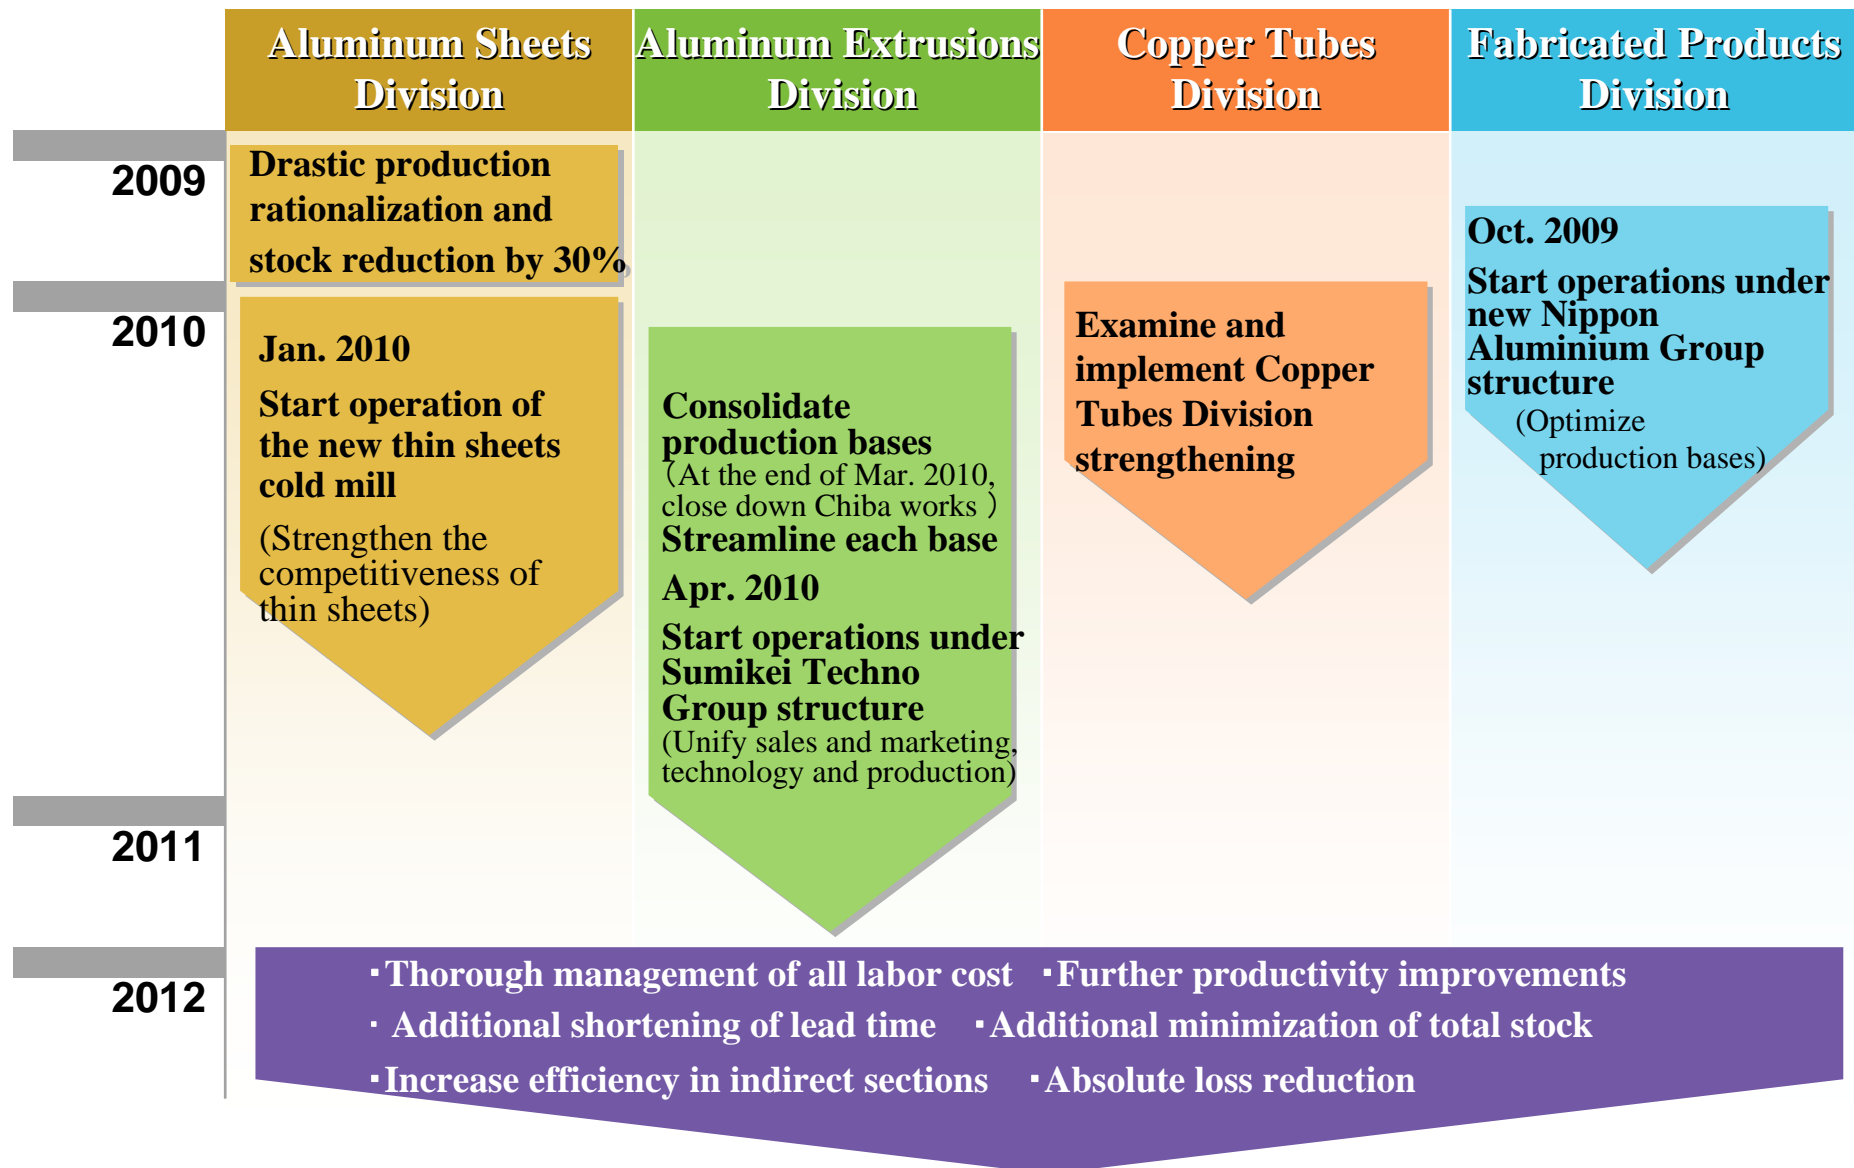 Aluminum Sheets
Division
Aluminum Extrusions
Division
Copper Tubes
Division
Fabricated Products
Division
2009
Drastic production
rationalization and
stock reduction by 30%
2010
Jan. 2010
Start operation of
the new thin sheets
cold mill
(Strengthen the
competitiveness of
thin sheets)
Consolidate
production bases
（At the end of Mar. 2010,
close down Chiba works ）
Streamline each base
Apr. 2010
Start operations under
Sumikei Techno
Group structure
(Unify sales and marketing,
technology and production)
Examine and
implement Copper
Tubes Division
strengthening
Oct. 2009
Start operations under
new Nippon
Aluminium Group
structure
(Optimize
production bases)
2011
2012
・Thorough management of all labor cost ・Further productivity improvements
・ Additional shortening of lead time ・Additional minimization of total stock
・Increase efficiency in indirect sections ・Absolute loss reduction